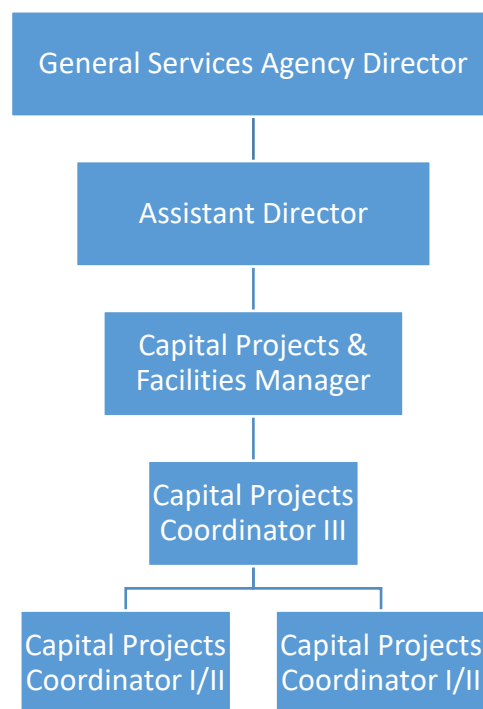 General Services Agency Director
Assistant Director
Capital Projects &
Facilities Manager
Capital Projects
Coordinator III
Capital Projects
Coordinator I/II
Capital Projects
Coordinator I/II